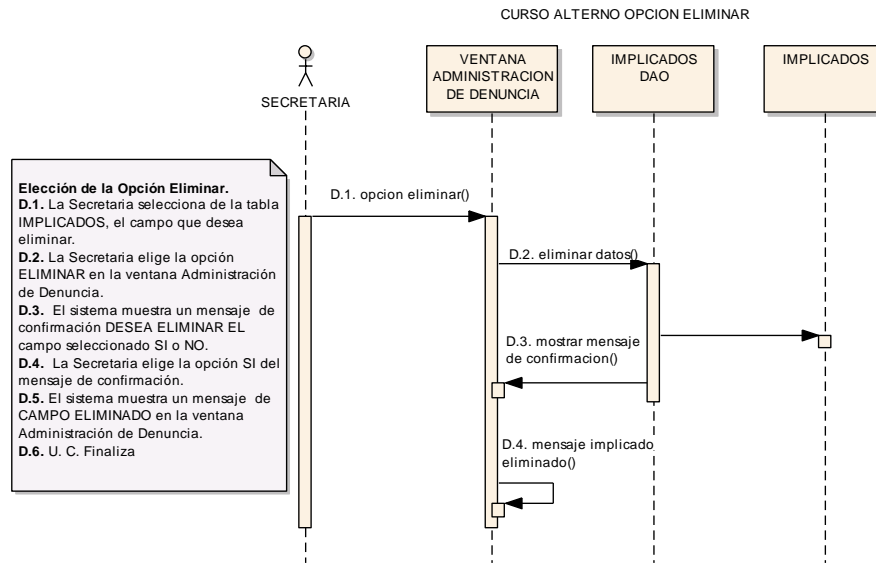 CURSO ALTERNO OPCION ELIMINAR
SECRETARIA
VENTANA
ADMINISTRACION
DE DENUNCIA
IMPLICADOS
DAO
IMPLICADOS
Elección de la Opción Eliminar.
D.1. La Secretaria selecciona de la tabla
IMPLICADOS, el campo que desea
eliminar.
D.2. La Secretaria elige la opción
ELIMINAR en la ventana Administración
de Denuncia.
D.3. El sistema muestra un mensaje de
confirmación DESEA ELIMINAR EL
campo seleccionado SI o NO.
D.4. La Secretaria elige la opción SI del
mensaje de confirmación.
D.5. El sistema muestra un mensaje de
CAMPO ELIMINADO en la ventana
Administración de Denuncia.
D.6. U. C. Finaliza
D.1. opcion eliminar()
D.2. eliminar datos()
D.3. mostrar mensaje
de confirmacion()
D.4. mensaje implicado
eliminado()